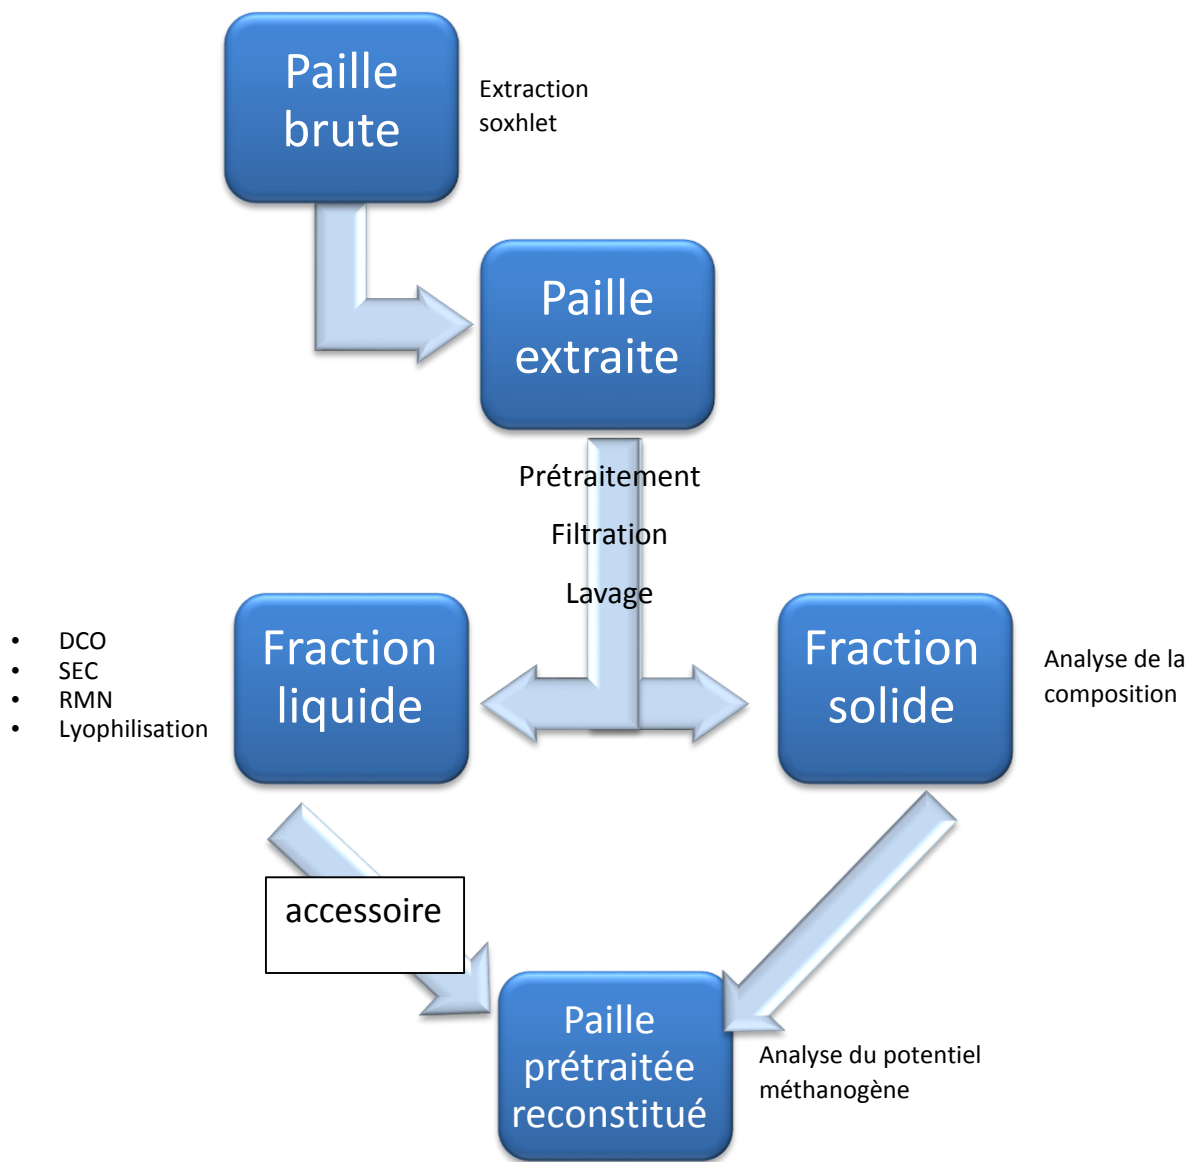 Paille
brute
Extraction
soxhlet
Paille
extraite
Prétraitement
Filtration
Lavage
Fraction
liquide
• DCO
• SEC
• RMN
• Lyophilisation
Fraction
solide
Analyse de la
composition
accessoire
Paille
prétraitée
reconstitué
Analyse du potentiel
méthanogène